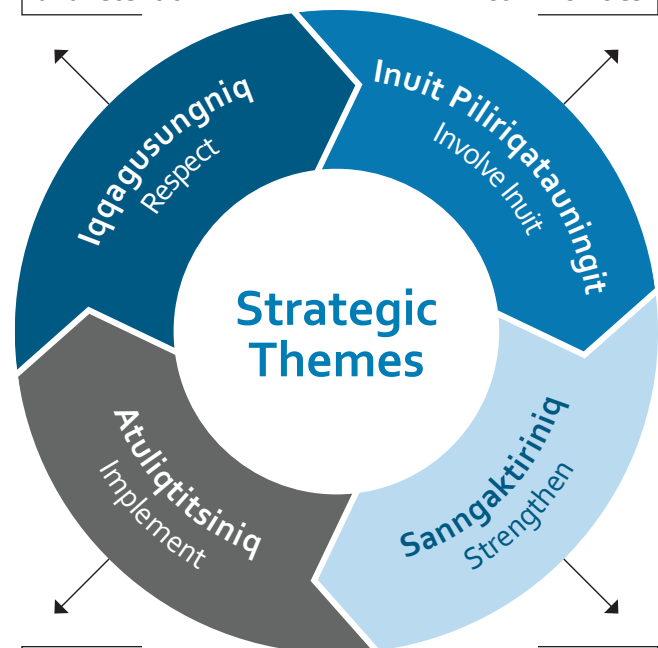 Iqqagusungniq
Respect
Inuit Piliriqatauningit
Involve Inuit
Strategic
Themes
Atuliqtitsiniq
Implement
Sanngaktiriniq
Strengthen